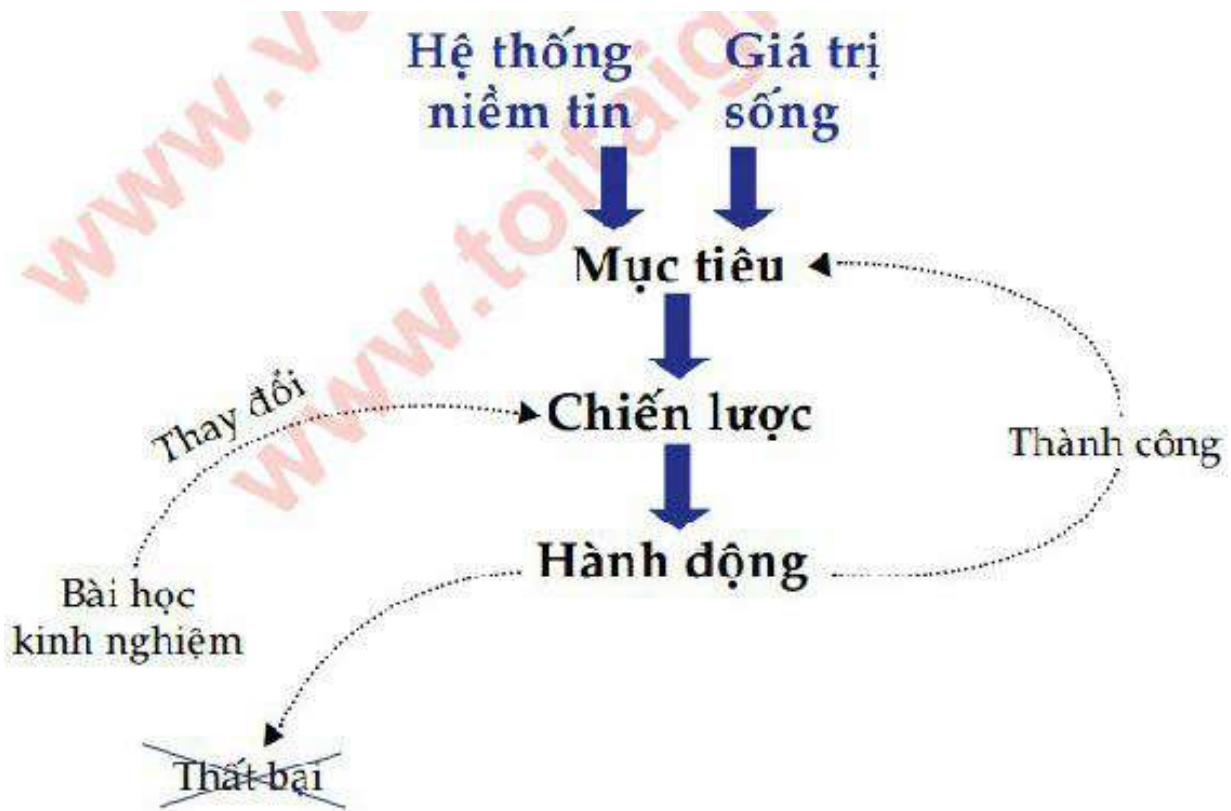 Hệ thống
niềm tin
Giá trị
sống
Mục tiêu
Thay đổi
Chiến lược
Thành công
Hành động
Bài học
kinh nghiệm
Thất bại